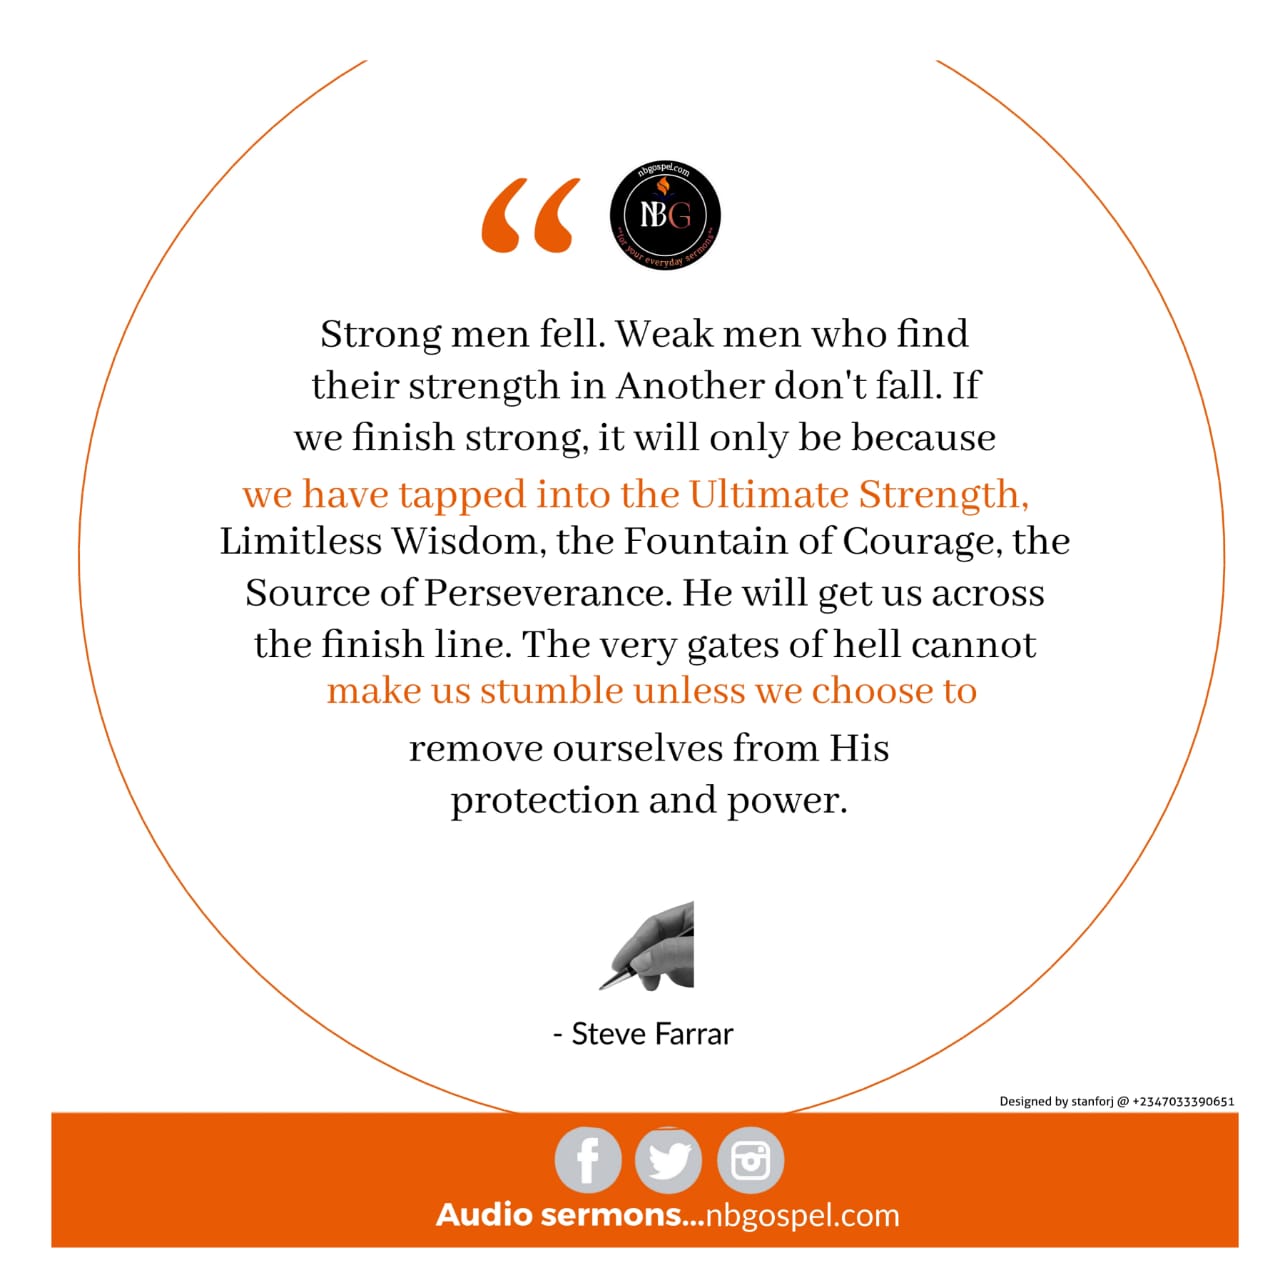 “
nbgospel.com
NBG
"for your everyday sermons"
Strong men fell. Weak men who find
their strength in Another don't fall. If
we finish strong, it will only be because
we have tapped into the Ultimate Strength,
Limitless Wisdom, the Fountain of Courage, the
Source of Perseverance. He will get us across
the finish line. The very gates of hell cannot
make us stumble unless we choose to
remove ourselves from His
protection and power.
- Steve Farrar
Designed by stanforj @ +2347033390651
Audio sermons...nbgospel.com